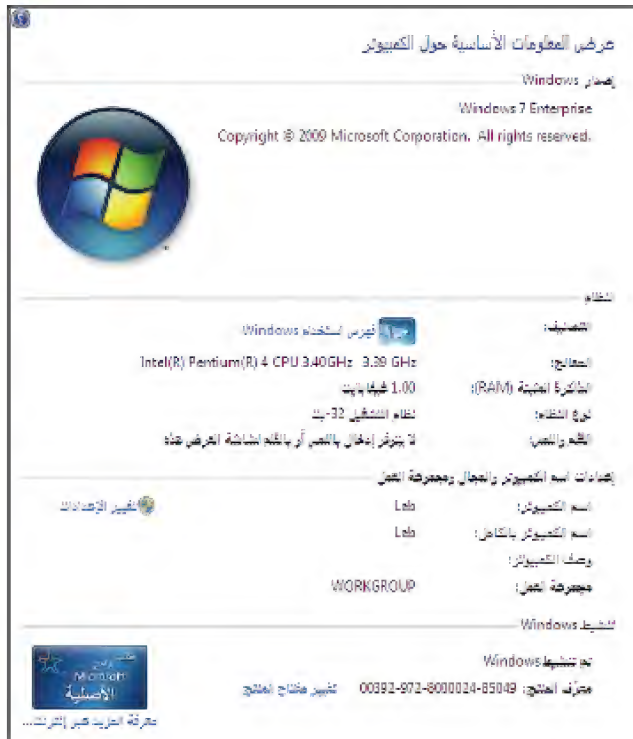 عرض المعلومات الأساسية حول الكمبيوتر
إصدار Windows
Windows 7 Enterprise
Copyright © 2009 Microsoft Corporation. All rights reserved.
النظام
التصنيف: فهرس استخدام Windows
المعالج: Intel(R) Pentium(R) 4 CPU 3.40GHz 3.39 GHz
الذاكرة المثبتة (RAM): 1.00 غيغابايت
نوع النظام: نظام التشغيل 32-بت
القلم واللمس: لا يتوفر إدخال باللمس أو بالقلم لشاشة العرض هذه
إعدادات اسم الكمبيوتر والمجال ومجموعة العمل
اسم الكمبيوتر: Lab تغيير الإعدادات
اسم الكمبيوتر بالكامل: Lab
وصف الكمبيوتر:
مجموعة العمل: WORKGROUP
تنشيط Windows
تم تنشيط Windows
معرّف المنتج: 00392-972-8000024-85049 تغيير مفتاح المنتج
Microsoft
الأصلية
معرفة المزيد عبر إنترنت...